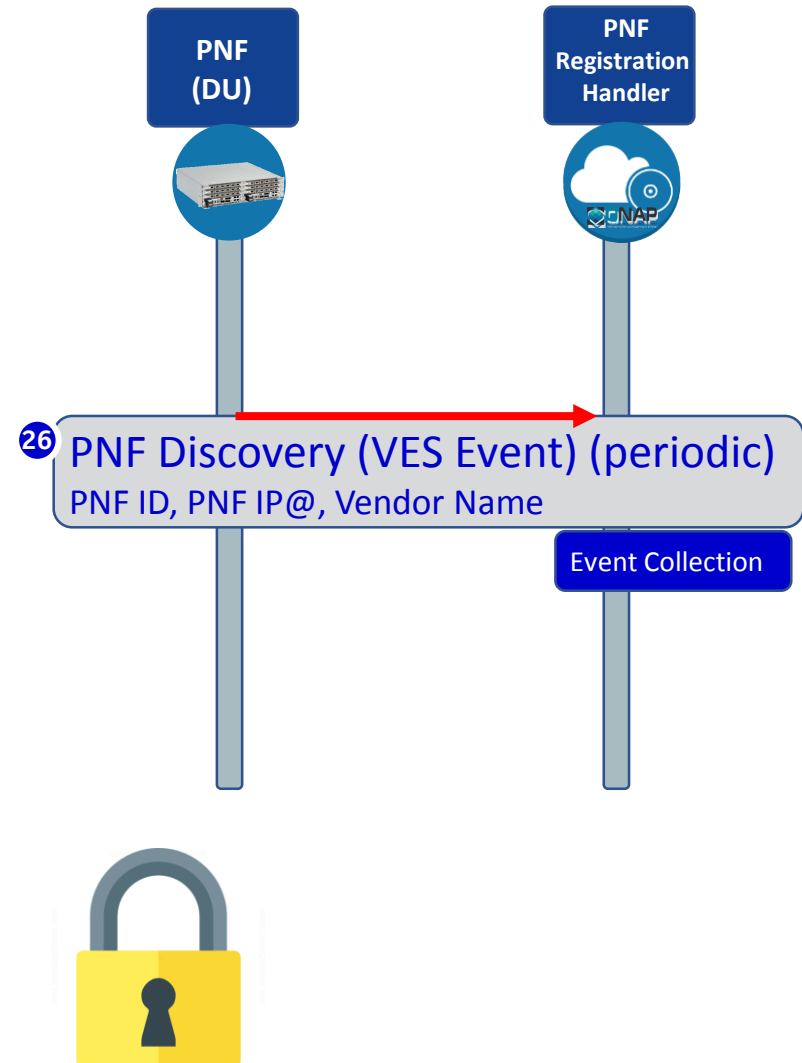 PNF
(DU)
PNF
Registration
Handler
ONAP
26
PNF Discovery (VES Event) (periodic)
PNF ID, PNF IP@, Vendor Name
Event Collection